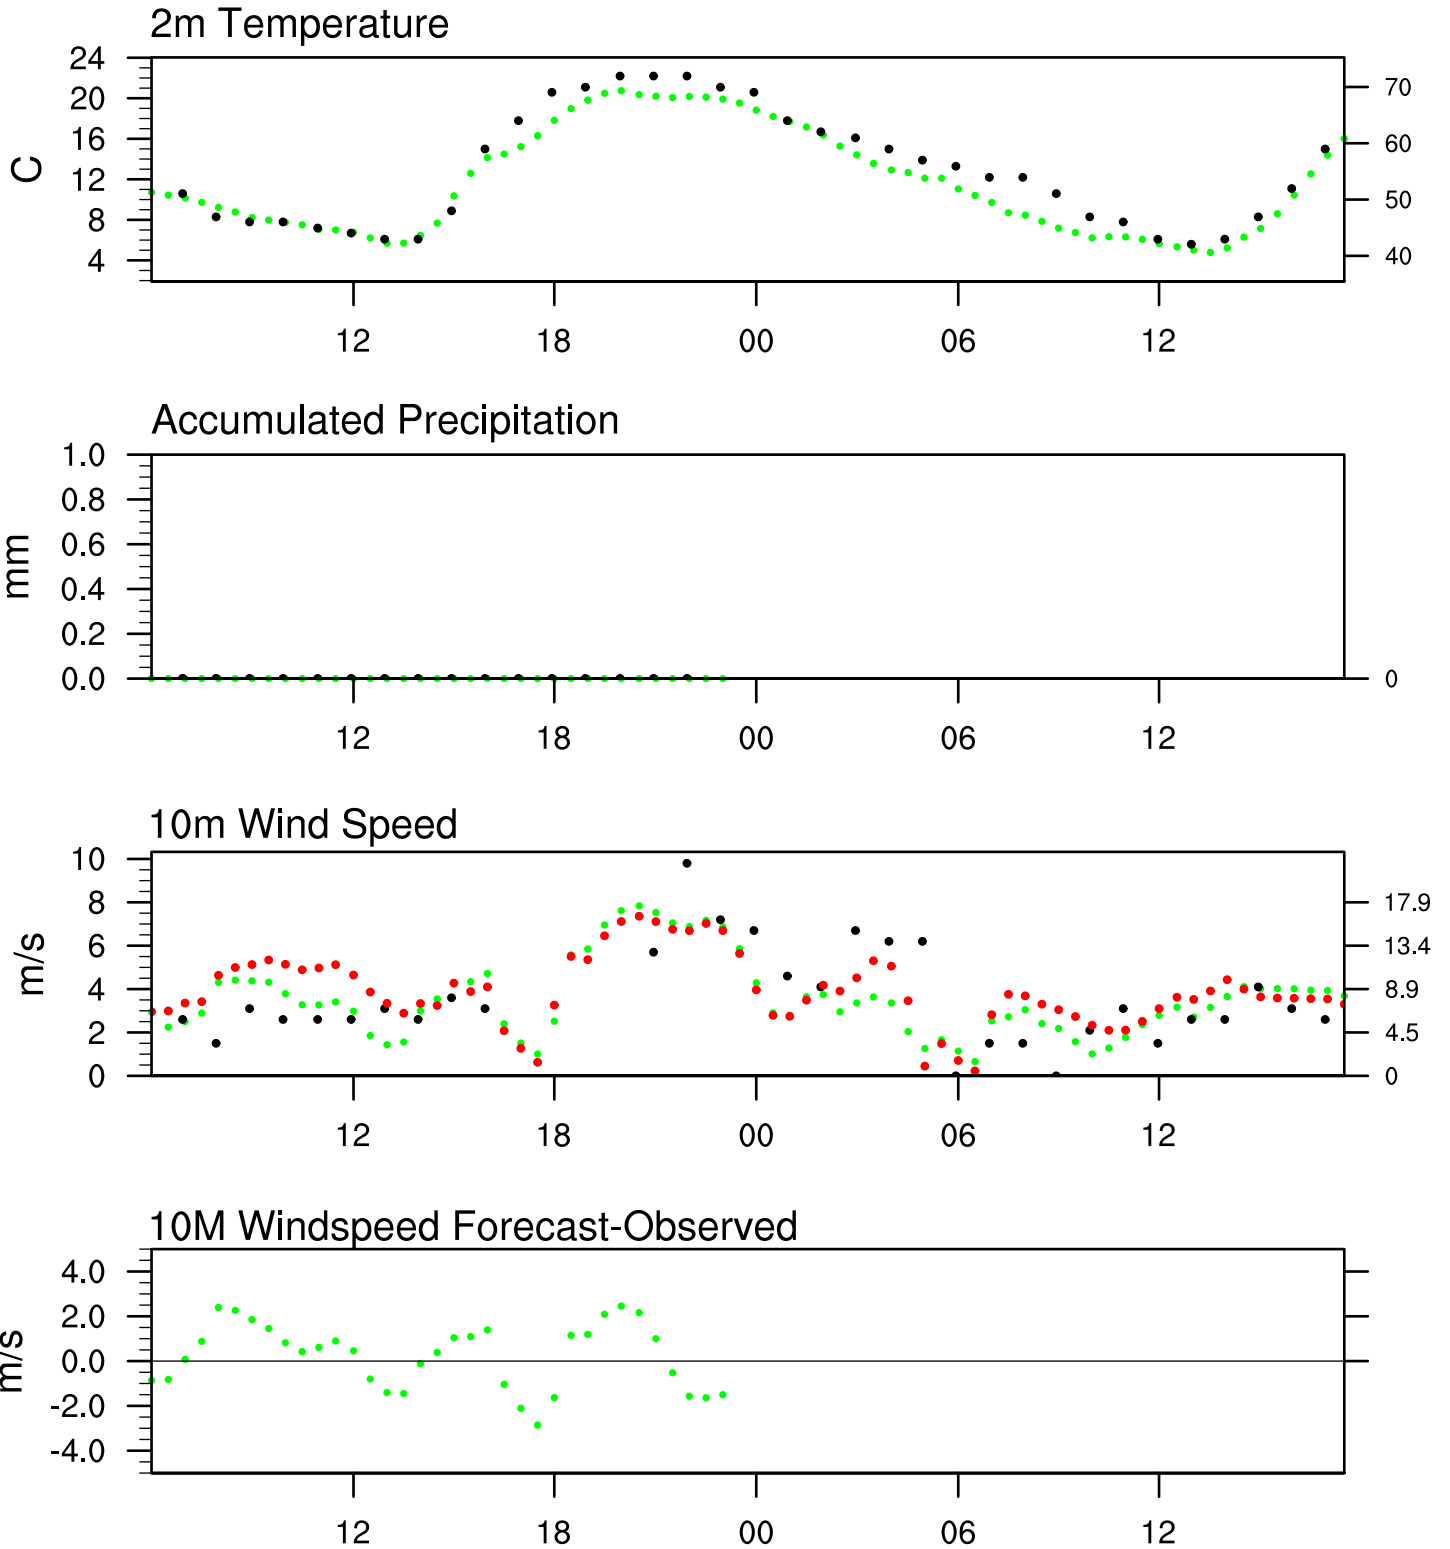 2m Temperature
24
20
16
12
8
4
C
70
60
50
40
12 18 00 06 12
Accumulated Precipitation
1.0
0.8
0.6
0.4
0.2
0.0
mm
0
12 18 00 06 12
10m Wind Speed
10
8
6
4
2
0
m/s
17.9
13.4
8.9
4.5
0
12 18 00 06 12
10M Windspeed Forecast-Observed
4.0
2.0
0.0
-2.0
-4.0
m/s
12 18 00 06 12